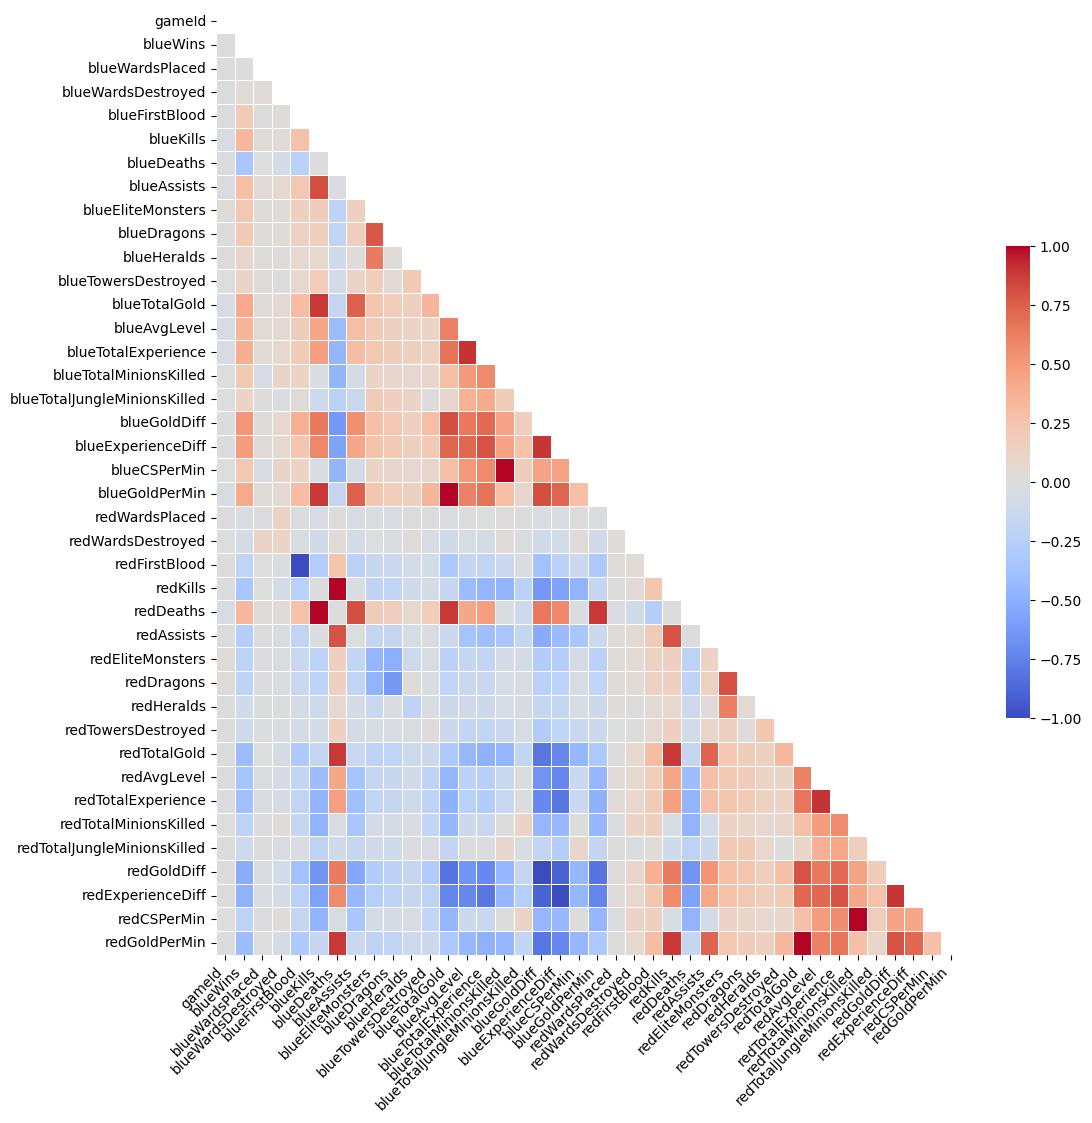 gameId
blueWins
blueWardsPlaced
blueWardsDestroyed
blueFirstBlood
blueKills
blueDeaths
blueAssists
blueEliteMonsters
blueDragons
blueHeralds
blueTowersDestroyed
blueTotalGold
blueAvgLevel
blueTotalExperience
blueTotalMinionsKilled
blueTotalJungleMinionsKilled
blueGoldDiff
blueExperienceDiff
blueCSPerMin
blueGoldPerMin
redWardsPlaced
redWardsDestroyed
redFirstBlood
redKills
redDeaths
redAssists
redEliteMonsters
redDragons
redHeralds
redTowersDestroyed
redTotalGold
redAvgLevel
redTotalExperience
redTotalMinionsKilled
redTotalJungleMinionsKilled
redGoldDiff
redExperienceDiff
redCSPerMin
redGoldPerMin
gameId
blueWins
blueWardsPlaced
blueWardsDestroyed
blueFirstBlood
blueKills
blueDeaths
blueAssists
blueEliteMonsters
blueDragons
blueHeralds
blueTowersDestroyed
blueTotalGold
blueAvgLevel
blueTotalExperience
blueTotalMinionsKilled
blueTotalJungleMinionsKilled
blueGoldDiff
blueExperienceDiff
blueCSPerMin
blueGoldPerMin
redWardsPlaced
redWardsDestroyed
redFirstBlood
redKills
redDeaths
redAssists
redEliteMonsters
redDragons
redHeralds
redTowersDestroyed
redTotalGold
redAvgLevel
redTotalExperience
redTotalMinionsKilled
redTotalJungleMinionsKilled
redGoldDiff
redExperienceDiff
redCSPerMin
redGoldPerMin
1.00
0.75
0.50
0.25
0.00
−0.25
−0.50
−0.75
−1.00